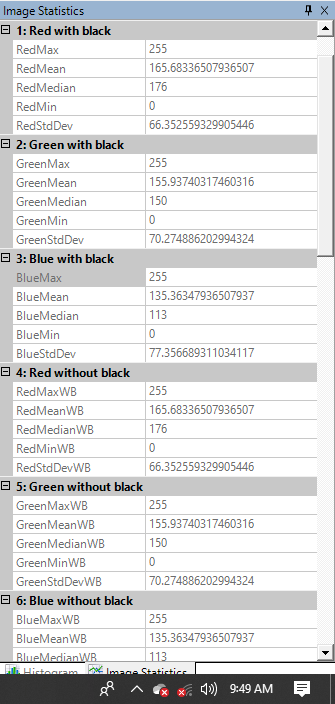 Image Statistics
1: Red with black
RedMax 255
RedMean 165.68336507936507
RedMedian 176
RedMin 0
RedStdDev 66.352559329905446
2: Green with black
GreenMax 255
GreenMean 155.93740317460316
GreenMedian 150
GreenMin 0
GreenStdDev 70.274886202994324
3: Blue with black
BlueMax 255
BlueMean 135.36347936507937
BlueMedian 113
BlueMin 0
BlueStdDev 77.356689311034117
4: Red without black
RedMaxWB 255
RedMeanWB 165.68336507936507
RedMedianWB 176
RedMinWB 0
RedStdDevWB 66.352559329905446
5: Green without black
GreenMaxWB 255
GreenMeanWB 155.93740317460316
GreenMedianWB 150
GreenMinWB 0
GreenStdDevWB 70.274886202994324
6: Blue without black
BlueMaxWB 255
BlueMeanWB 135.36347936507937
BlueMedianWB 113
Histogram Image Statistics
9:49 AM